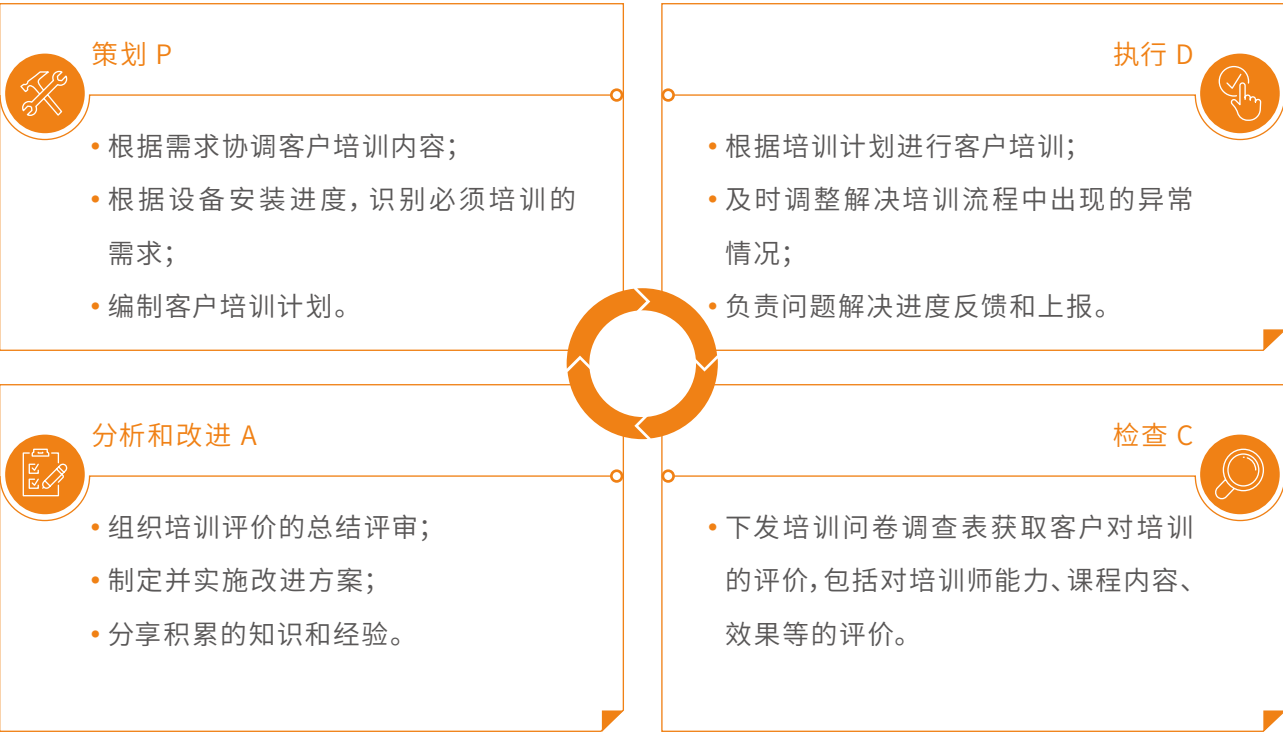 策划 P
• 根据需求协调客户培训内容；
• 根据设备安装进度，识别必须培训的
需求；
• 编制客户培训计划。
执行 D
• 根据培训计划进行客户培训；
• 及时调整解决培训流程中出现的异常
情况；
• 负责问题解决进度反馈和上报。
分析和改进 A
• 组织培训评价的总结评审；
• 制定并实施改进方案；
• 分享积累的知识和经验。
检查 C
• 下发培训问卷调查表获取客户对培训
的评价，包括对培训师能力、课程内容、
效果等的评价。